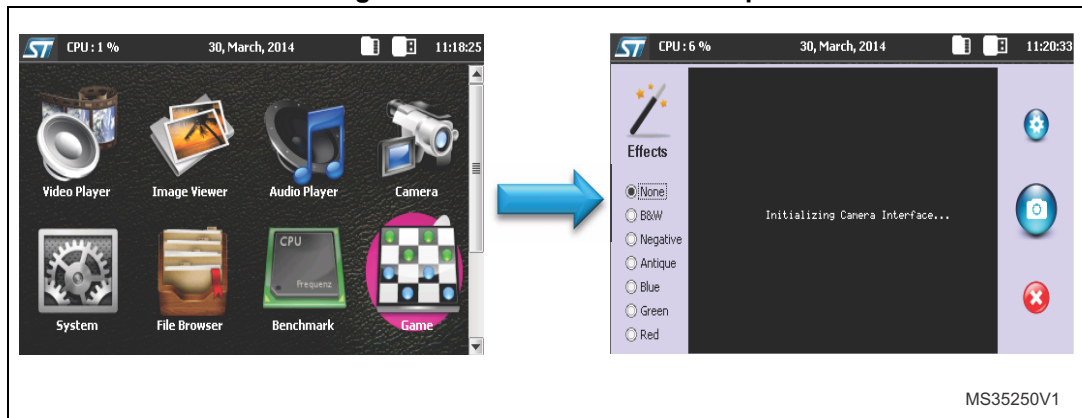 ST CPU : 1 % 30, March, 2014 11:18:25
Video Player Image Viewer Audio Player Camera
CPU
Frequenz
System File Browser Benchmark Game
ST CPU : 6 % 30, March, 2014 11:20:33
Effects
None
B&W
Negative
Antique
Blue
Green
Red
Initializing Camera Interface...
MS35250V1